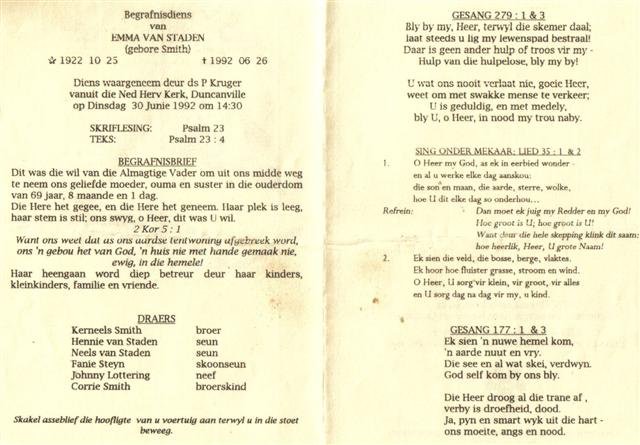 Begrafnisdiens
van
EMMA VAN STADEN
(gebore Smith)
☆ 1922 10 25 † 1992 06 26
Diens waargeneem deur ds P Kruger
vanuit die Ned Herv Kerk, Duncanville
op Dinsdag 30 Junie 1992 om 14:30
SKRIFLESING: Psalm 23
TEKS: Psalm 23 : 4
BEGRAFNISBRIEF
Dit was die wil van die Almagtige Vader om uit ons midde weg
te neem ons geliefde moeder, ouma en suster in die ouderdom
van 69 jaar, 8 maande en 1 dag.
Die Here het gegee, en die Here het geneem. Haar plek is leeg,
haar stem is stil; ons swyg, o Heer, dit was U wil.
2 Kor 5 : 1
Want ons weet dat as ons aardse tentwoning afgebreek word,
ons 'n gebou het van God, 'n huis nie met hande gemaak nie,
ewig, in die hemele!
Haar heengaan word diep betreur deur haar kinders,
kleinkinders, familie en vriende.
DRAERS
Kerneels Smith broer
Hennie van Staden seun
Neels van Staden seun
Fanie Steyn skoonseun
Johnny Lottering neef
Corrie Smith broerskind
Skakel asseblief die hoofligte van u voertuig aan terwyl u in die stoet
beweeg.
GESANG 279 : 1 & 3
Bly by my, Heer, terwyl die skemer daal;
laat steeds u lig my lewenspad bestraal!
Daar is geen ander hulp of troos vir my -
Hulp van die hulpelose, bly my by!
U wat ons nooit verlaat nie, goeie Heer,
weet om met swakke mense te verkeer;
U is geduldig, en met medely,
bly U, o Heer, in nood my trou naby.
SING ONDER MEKAAR: LIED 35 : 1 & 2
1. O Heer my God, as ek in eerbied wonder -
en al u werke elke dag aanskou:
die son en maan, die aarde, sterre, wolke,
hoe U dit elke dag so onderhou...
Refrein: Dan moet ek juig my Redder en my God!
Hoe groot is U; hoe groot is U!
Want deur die hele skepping klink dit saam:
hoe heerlik, Heer, U grote Naam!
2. Ek sien die veld, die bosse, berge, vlaktes.
Ek hoor hoe fluister grasse, stroom en wind.
O Heer, U sorg vir klein, vir groot, vir alles
en U sorg dag na dag vir my, u kind.
GESANG 177 : 1 & 3
Ek sien 'n nuwe hemel kom,
'n aarde nuut en vry.
Die see en al wat skei, verdwyn.
God self kom by ons bly.
Die Heer droog al die trane af ,
verby is droefheid, dood.
Ja, pyn en smart wyk uit die hart -
ons moeite, angs en nood.